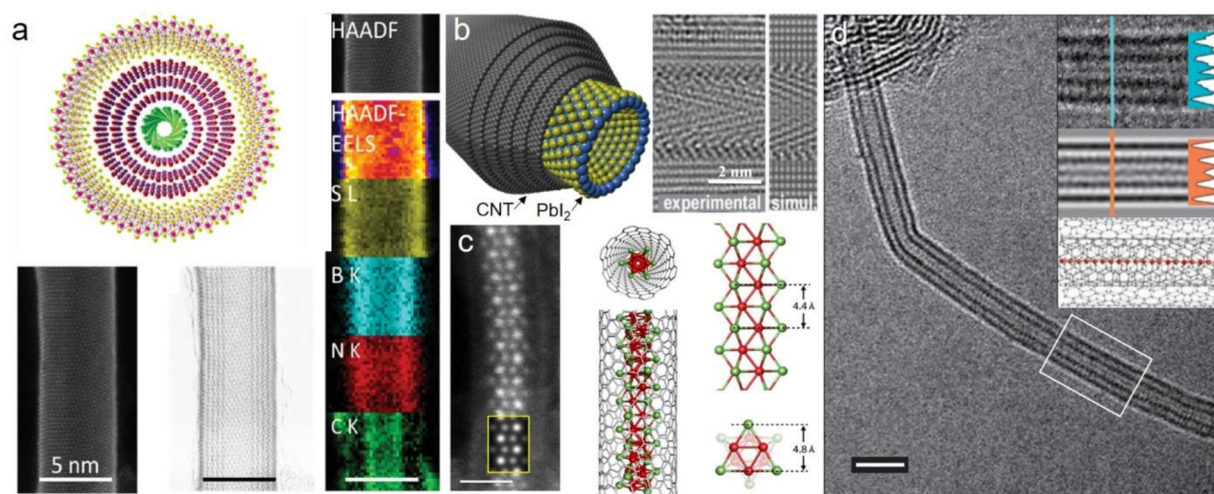 a
HAADF
HAADF-
EELS
S L
B K
N K
C K
5 nm
b
CNT
PbI₂
2 nm
experimental
simul.
c
4.4 Å
4.8 Å
d